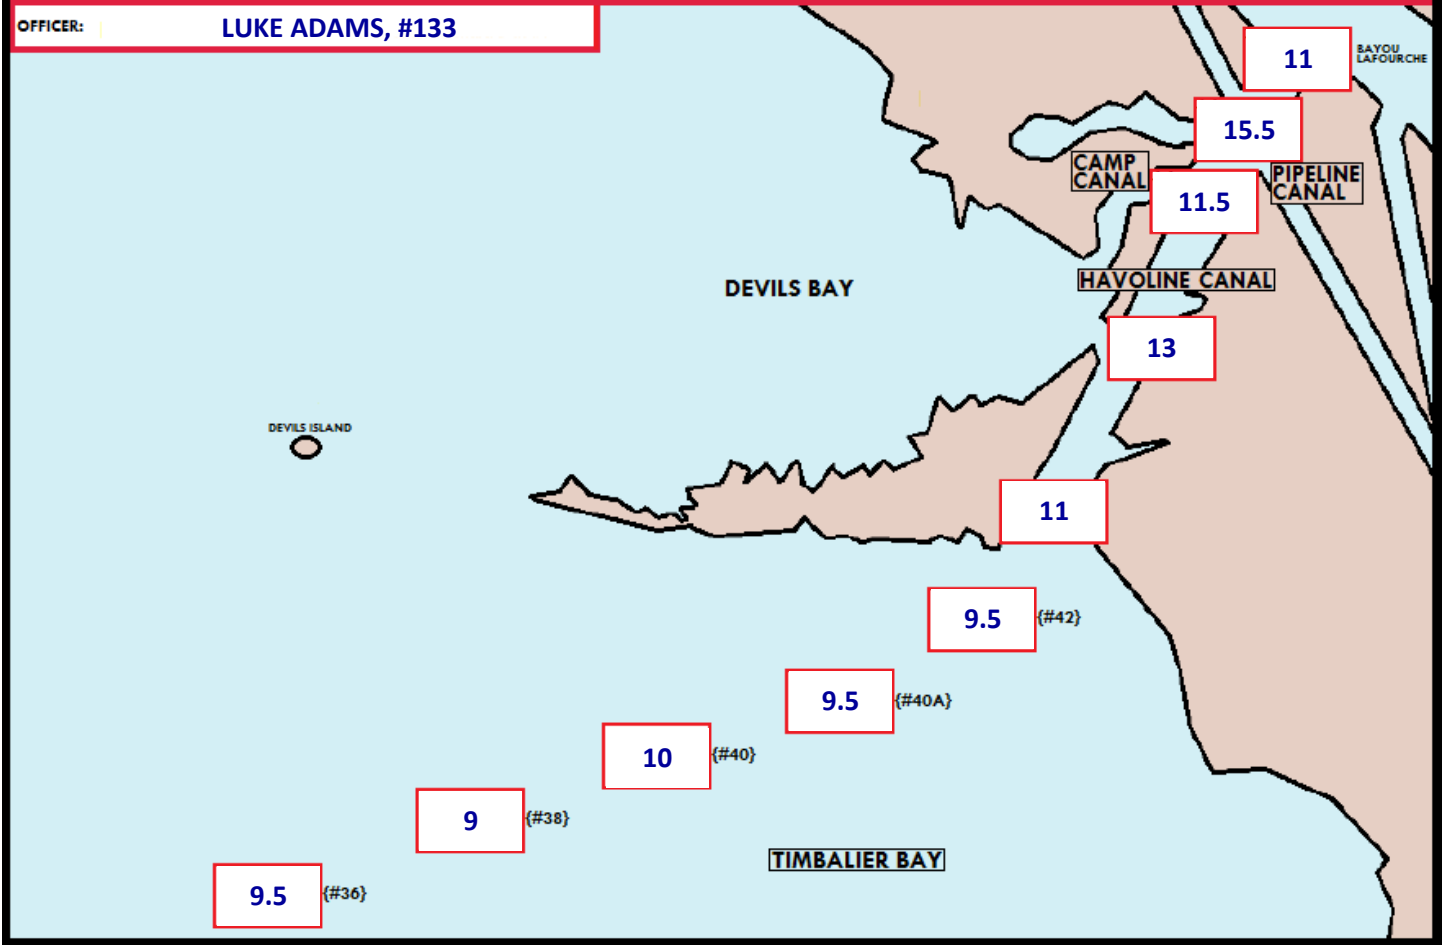 OFFICER: LUKE ADAMS, #133
11
BAYOU
LAFOURCHE
15.5
CAMP
CANAL
PIPELINE
CANAL
11.5
HAVOLINE CANAL
DEVILS BAY
13
DEVILS ISLAND
11
9.5 {#42}
9.5 {#40A}
10 {#40}
9 {#38}
TIMBALIER BAY
9.5 {#36}